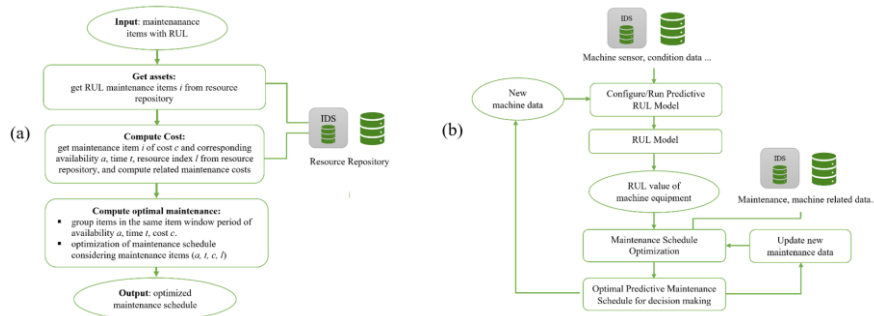 (a)
Input: maintenanance
items with RUL
Get assets:
get RUL maintenance items i from resource
repository
Compute Cost:
get maintenance item i of cost c and corresponding
availability a, time t, resource index l from resource
repository, and compute related maintenance costs
IDS
Resource Repository
Compute optimal maintenance:
▪ group items in the same item window period of
availability a, time t, cost c.
▪ optimization of maintenance schedule
considering maintenance items (a, t, c, l)
Output: optimized
maintenance schedule
(b)
IDS
Machine sensor, condition data ...
New
machine data
Configure/Run Predictive
RUL Model
RUL Model
RUL value of
machine equipment
IDS
Maintenance, machine related data.
Maintenance Schedule
Optimization
Update new
maintenance data
Optimal Predictive Maintenance
Schedule for decision making